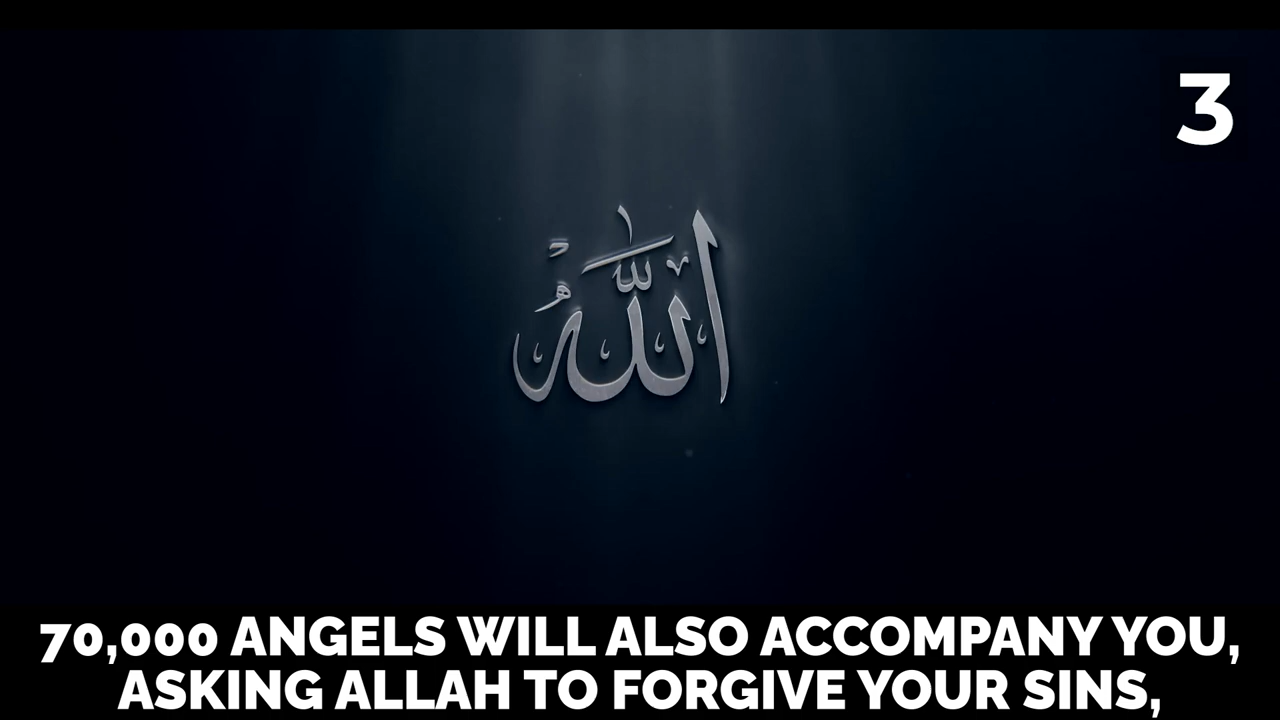 3
الله
70,000 ANGELS WILL ALSO ACCOMPANY YOU,
ASKING ALLAH TO FORGIVE YOUR SINS,